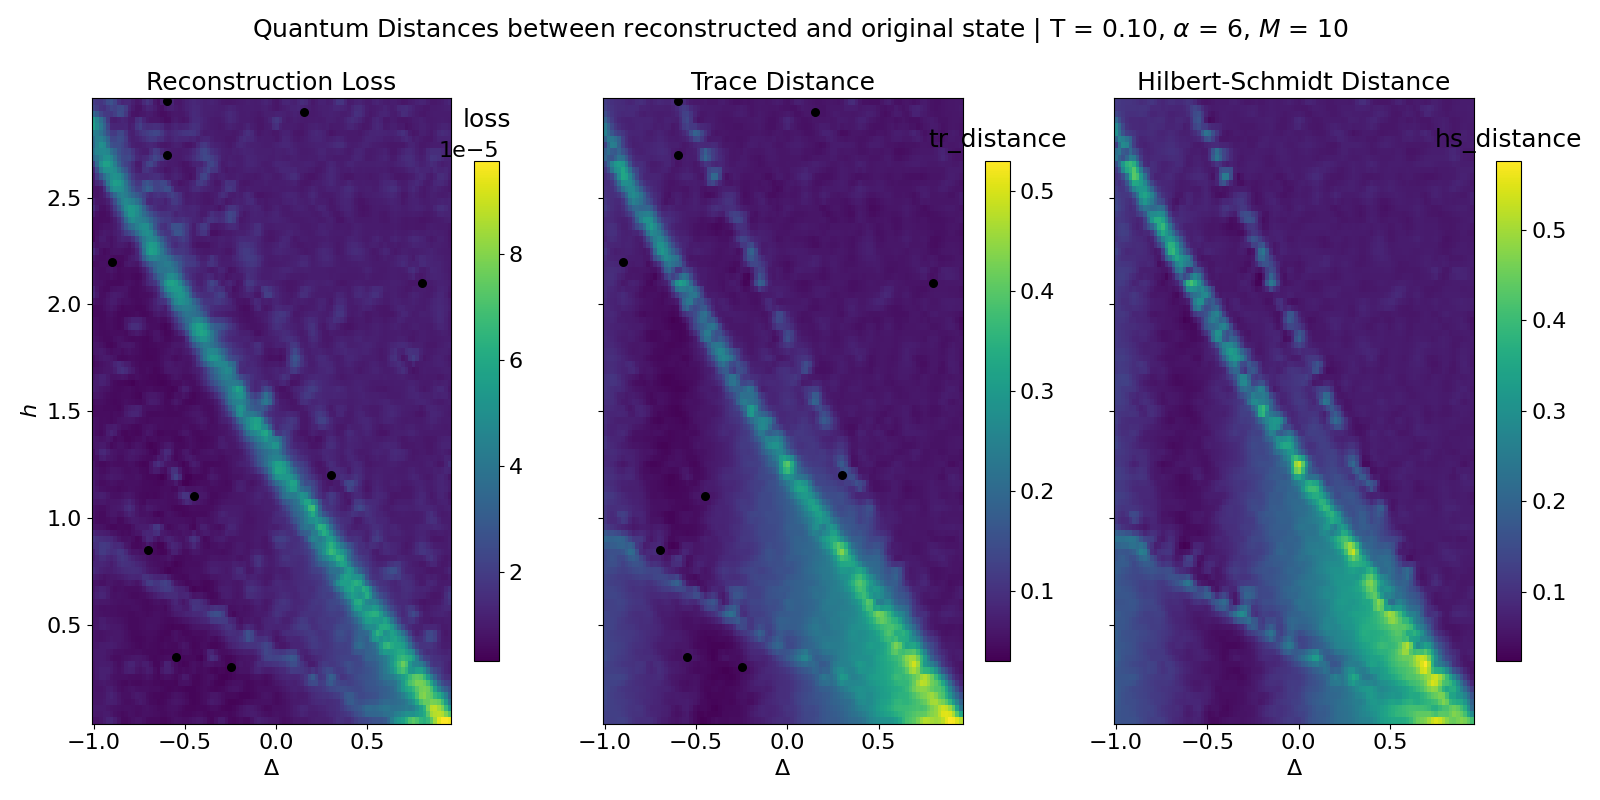 Quantum Distances between reconstructed and original state | T = 0.10, α = 6, M = 10
Reconstruction Loss
Trace Distance
Hilbert-Schmidt Distance
loss
1e−5
tr_distance
hs_distance
h
2.5
2.0
1.5
1.0
0.5
8
6
4
2
0.5
0.4
0.3
0.2
0.1
0.5
0.4
0.3
0.2
0.1
−1.0 −0.5 0.0 0.5
−1.0 −0.5 0.0 0.5
−1.0 −0.5 0.0 0.5
Δ
Δ
Δ